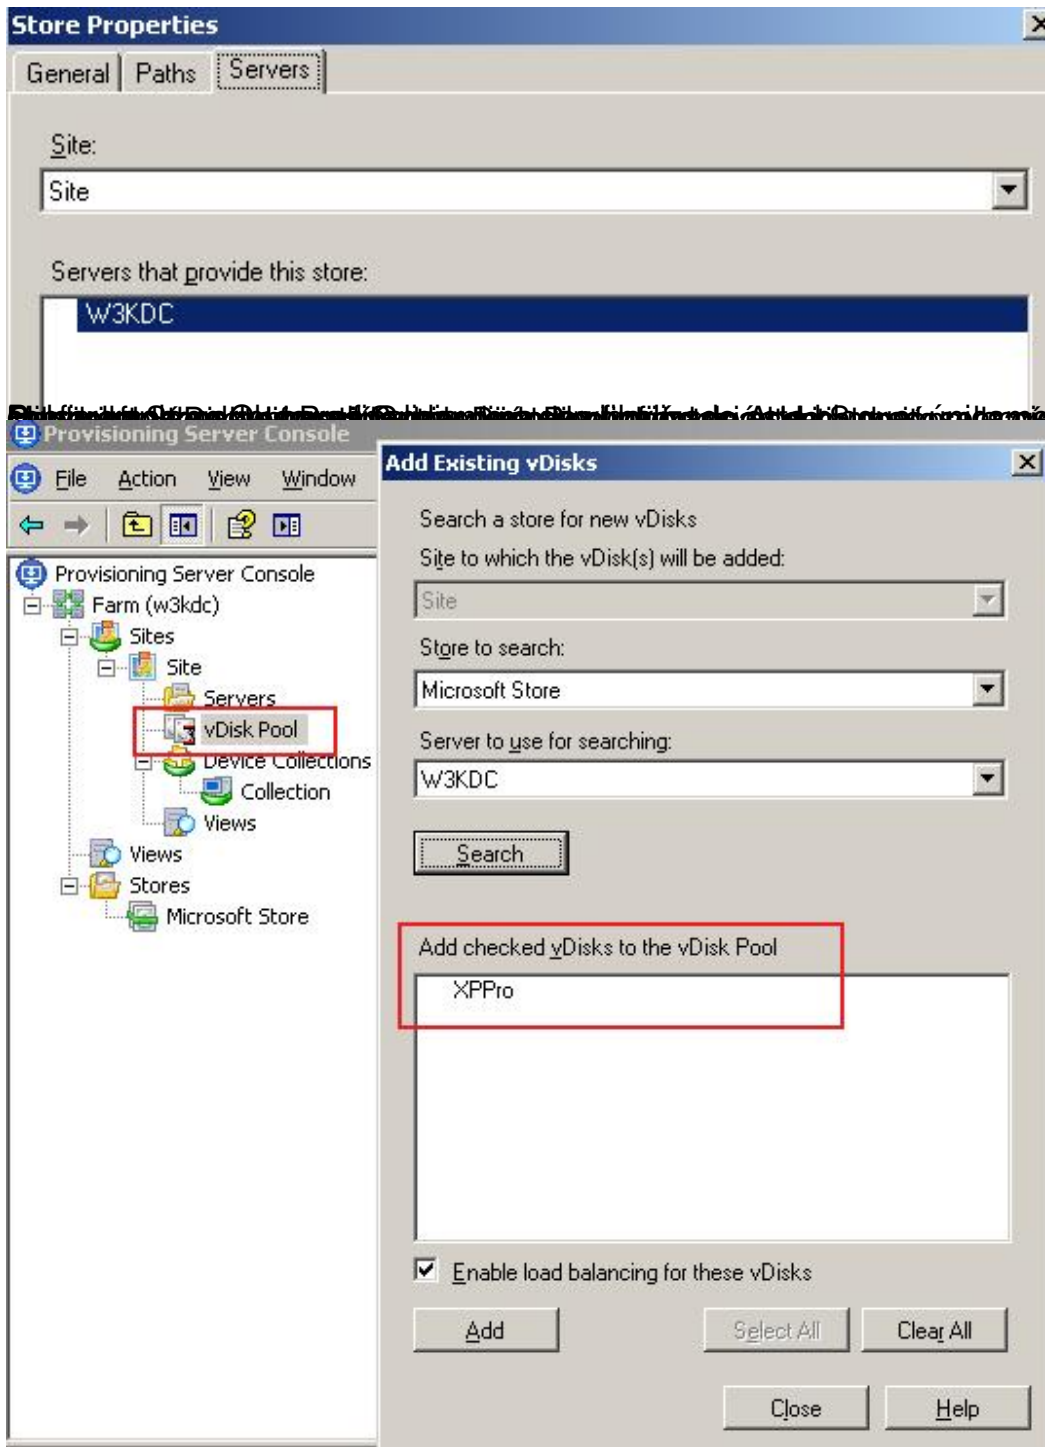 Store Properties
General Paths Servers
Site:
Site
Servers that provide this store:
W3KDC
Provisioning Server Console
File Action View Window
Provisioning Server Console
Farm (w3kdc)
Sites
Site
Servers
vDisk Pool
Device Collections
Collection
Views
Views
Stores
Microsoft Store
Add Existing vDisks
Search a store for new vDisks
Site to which the vDisk(s) will be added:
Site
Store to search:
Microsoft Store
Server to use for searching:
W3KDC
Search
Add checked vDisks to the vDisk Pool
XPPro
Enable load balancing for these vDisks
Add Select All Clear All
Close Help